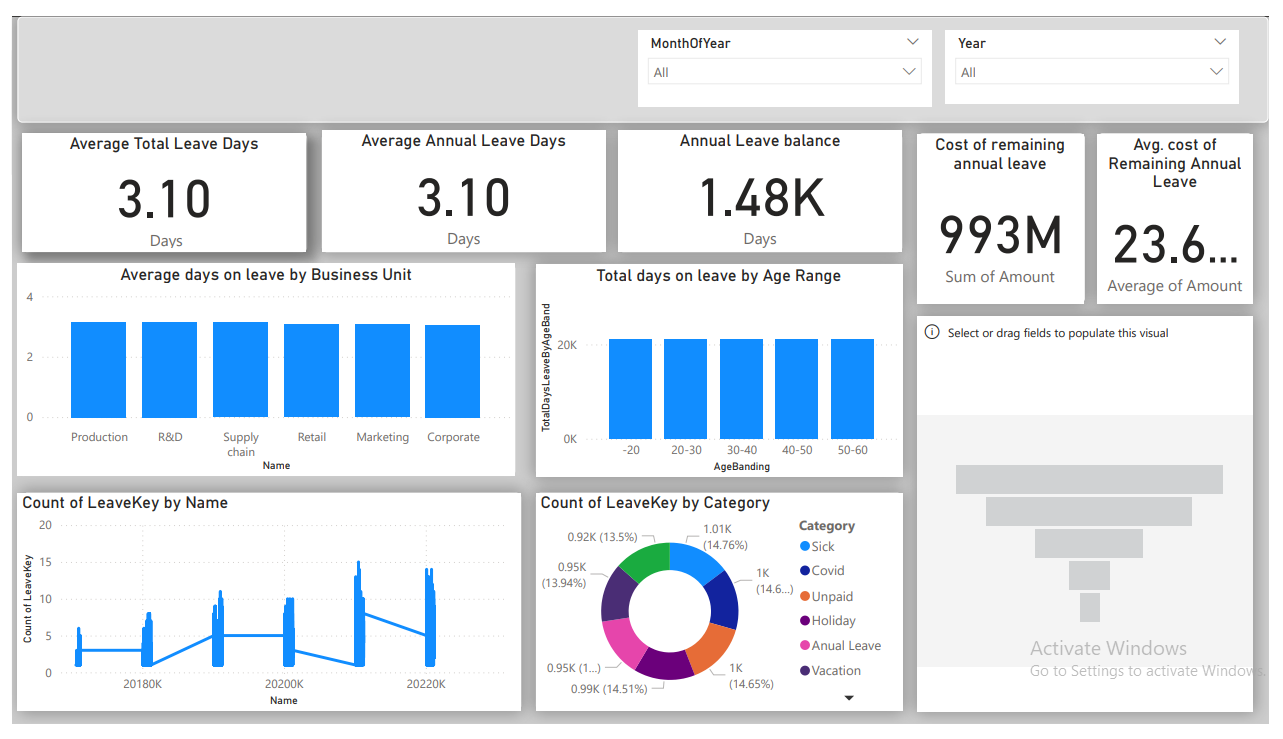 MonthOfYear
All
Year
All
Average Total Leave Days
3.10
Days
Average Annual Leave Days
3.10
Days
Annual Leave balance
1.48K
Days
Cost of remaining
annual leave
993M
Sum of Amount
Avg. cost of
Remaining Annual
Leave
23.6...
Average of Amount
Average days on leave by Business Unit
4
2
0
Production
R&D
Supply
chain
Retail
Marketing
Corporate
Name
Total days on leave by Age Range
TotalDaysLeaveByAgeBand
20K
0K
-20
20-30
30-40
40-50
50-60
AgeBanding
Select or drag fields to populate this visual
Count of LeaveKey by Name
Count of LeaveKey
20
15
10
5
0
20180K
20200K
20220K
Name
Count of LeaveKey by Category
0.92K (13.5%)
1.01K
(14.76%)
0.95K
(13.94%)
1K
(14.6...)
0.95K (1...)
0.99K (14.51%)
1K
(14.65%)
Category
Sick
Covid
Unpaid
Holiday
Anual Leave
Vacation
Activate Windows
Go to Settings to activate Windows.